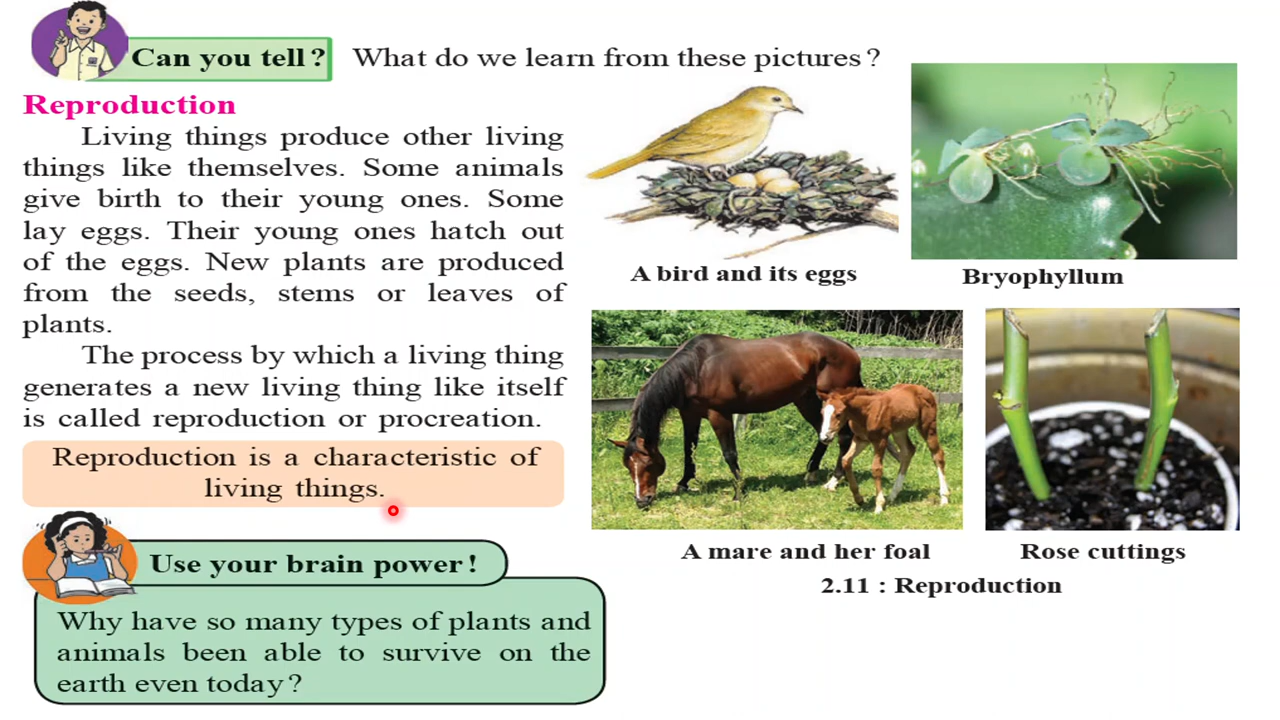 Can you tell? What do we learn from these pictures?
Reproduction
Living things produce other living
things like themselves. Some animals
give birth to their young ones. Some
lay eggs. Their young ones hatch out
of the eggs. New plants are produced
from the seeds, stems or leaves of
plants.
The process by which a living thing
generates a new living thing like itself
is called reproduction or procreation.
Reproduction is a characteristic of
living things.
Use your brain power!
Why have so many types of plants and
animals been able to survive on the
earth even today?
A bird and its eggs
Bryophyllum
A mare and her foal
Rose cuttings
2.11 : Reproduction